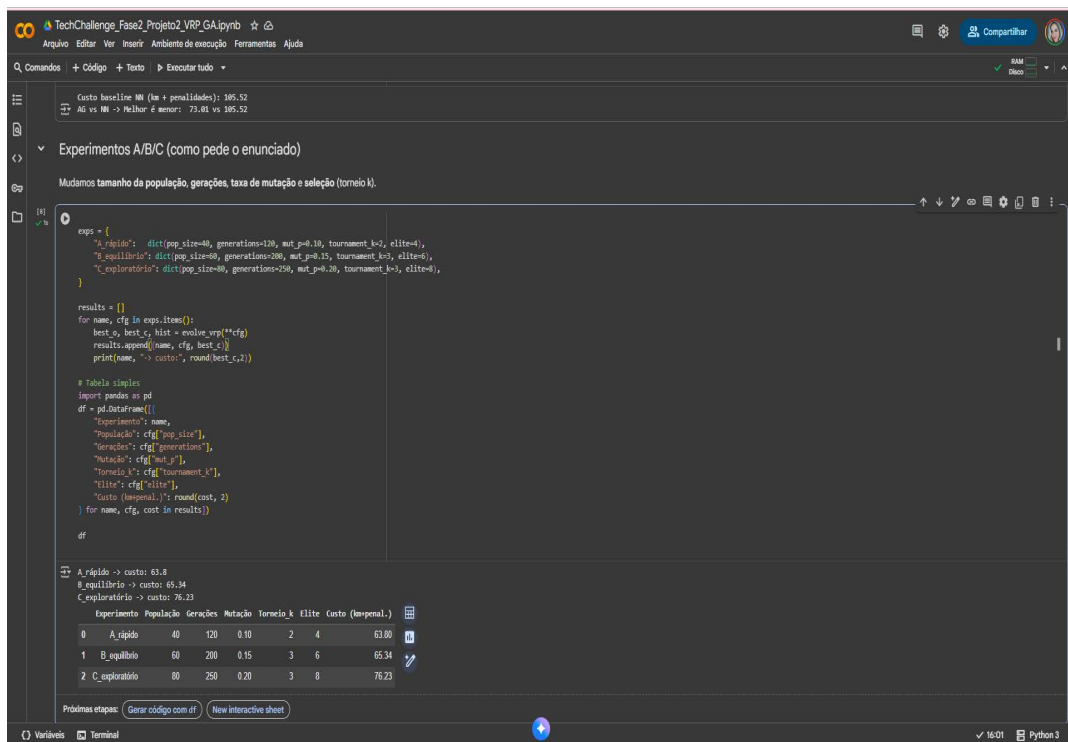 TechChallenge_Fase2_Projeto2_VRP_GA.ipynb
Arquivo Editar Ver Inserir Ambiente de execução Ferramentas Ajuda
Compartilhar
Comandos + Código + Texto Executar tudo
RAM
Disco
Custo baseline NN (km + penalidades): 105.52
AG vs NN -> Melhor é menor: 73.01 vs 105.52
Experimentos A/B/C (como pede o enunciado)
Mudamos tamanho da população, gerações, taxa de mutação e seleção (torneio k).
[8]
1s
exps = {
"A_rápido": dict(pop_size=40, generations=120, mut_p=0.10, tournament_k=2, elite=4),
"B_equilíbrio": dict(pop_size=60, generations=200, mut_p=0.15, tournament_k=3, elite=6),
"C_exploratório": dict(pop_size=80, generations=250, mut_p=0.20, tournament_k=3, elite=8),
}
results = []
for name, cfg in exps.items():
best_o, best_c, hist = evolve_vrp(**cfg)
results.append((name, cfg, best_c))
print(name, "-> custo:", round(best_c,2))
# Tabela simples
import pandas as pd
df = pd.DataFrame([{
"Experimento": name,
"População": cfg["pop_size"],
"Gerações": cfg["generations"],
"Mutação": cfg["mut_p"],
"Torneio_k": cfg["tournament_k"],
"Elite": cfg["elite"],
"Custo (km+penal.)": round(cost, 2)
} for name, cfg, cost in results])
df
A_rápido -> custo: 63.8
B_equilíbrio -> custo: 65.34
C_exploratório -> custo: 76.23
Experimento População Gerações Mutação Torneio_k Elite Custo (km+penal.)
0 A_rápido 40 120 0.10 2 4 63.80
1 B_equilíbrio 60 200 0.15 3 6 65.34
2 C_exploratório 80 250 0.20 3 8 76.23
Próximas etapas: Gerar código com df New interactive sheet
Variáveis Terminal 16:01 Python 3